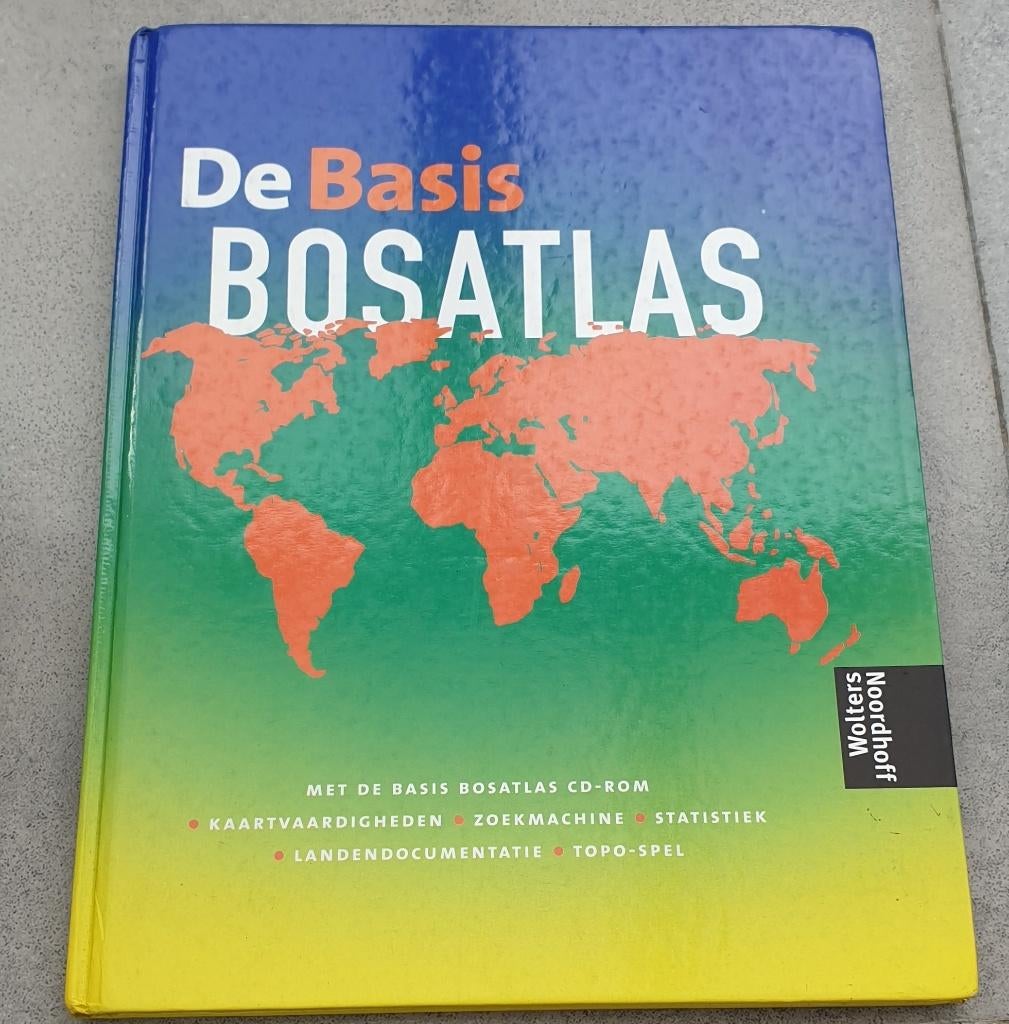 De Basis
BOSATLAS
Wolters
Noordhoff
MET DE BASIS BOSATLAS CD-ROM
• KAARTVAARDIGHEDEN • ZOEKMACHINE • STATISTIEK
• LANDENDOCUMENTATIE • TOPO-SPEL